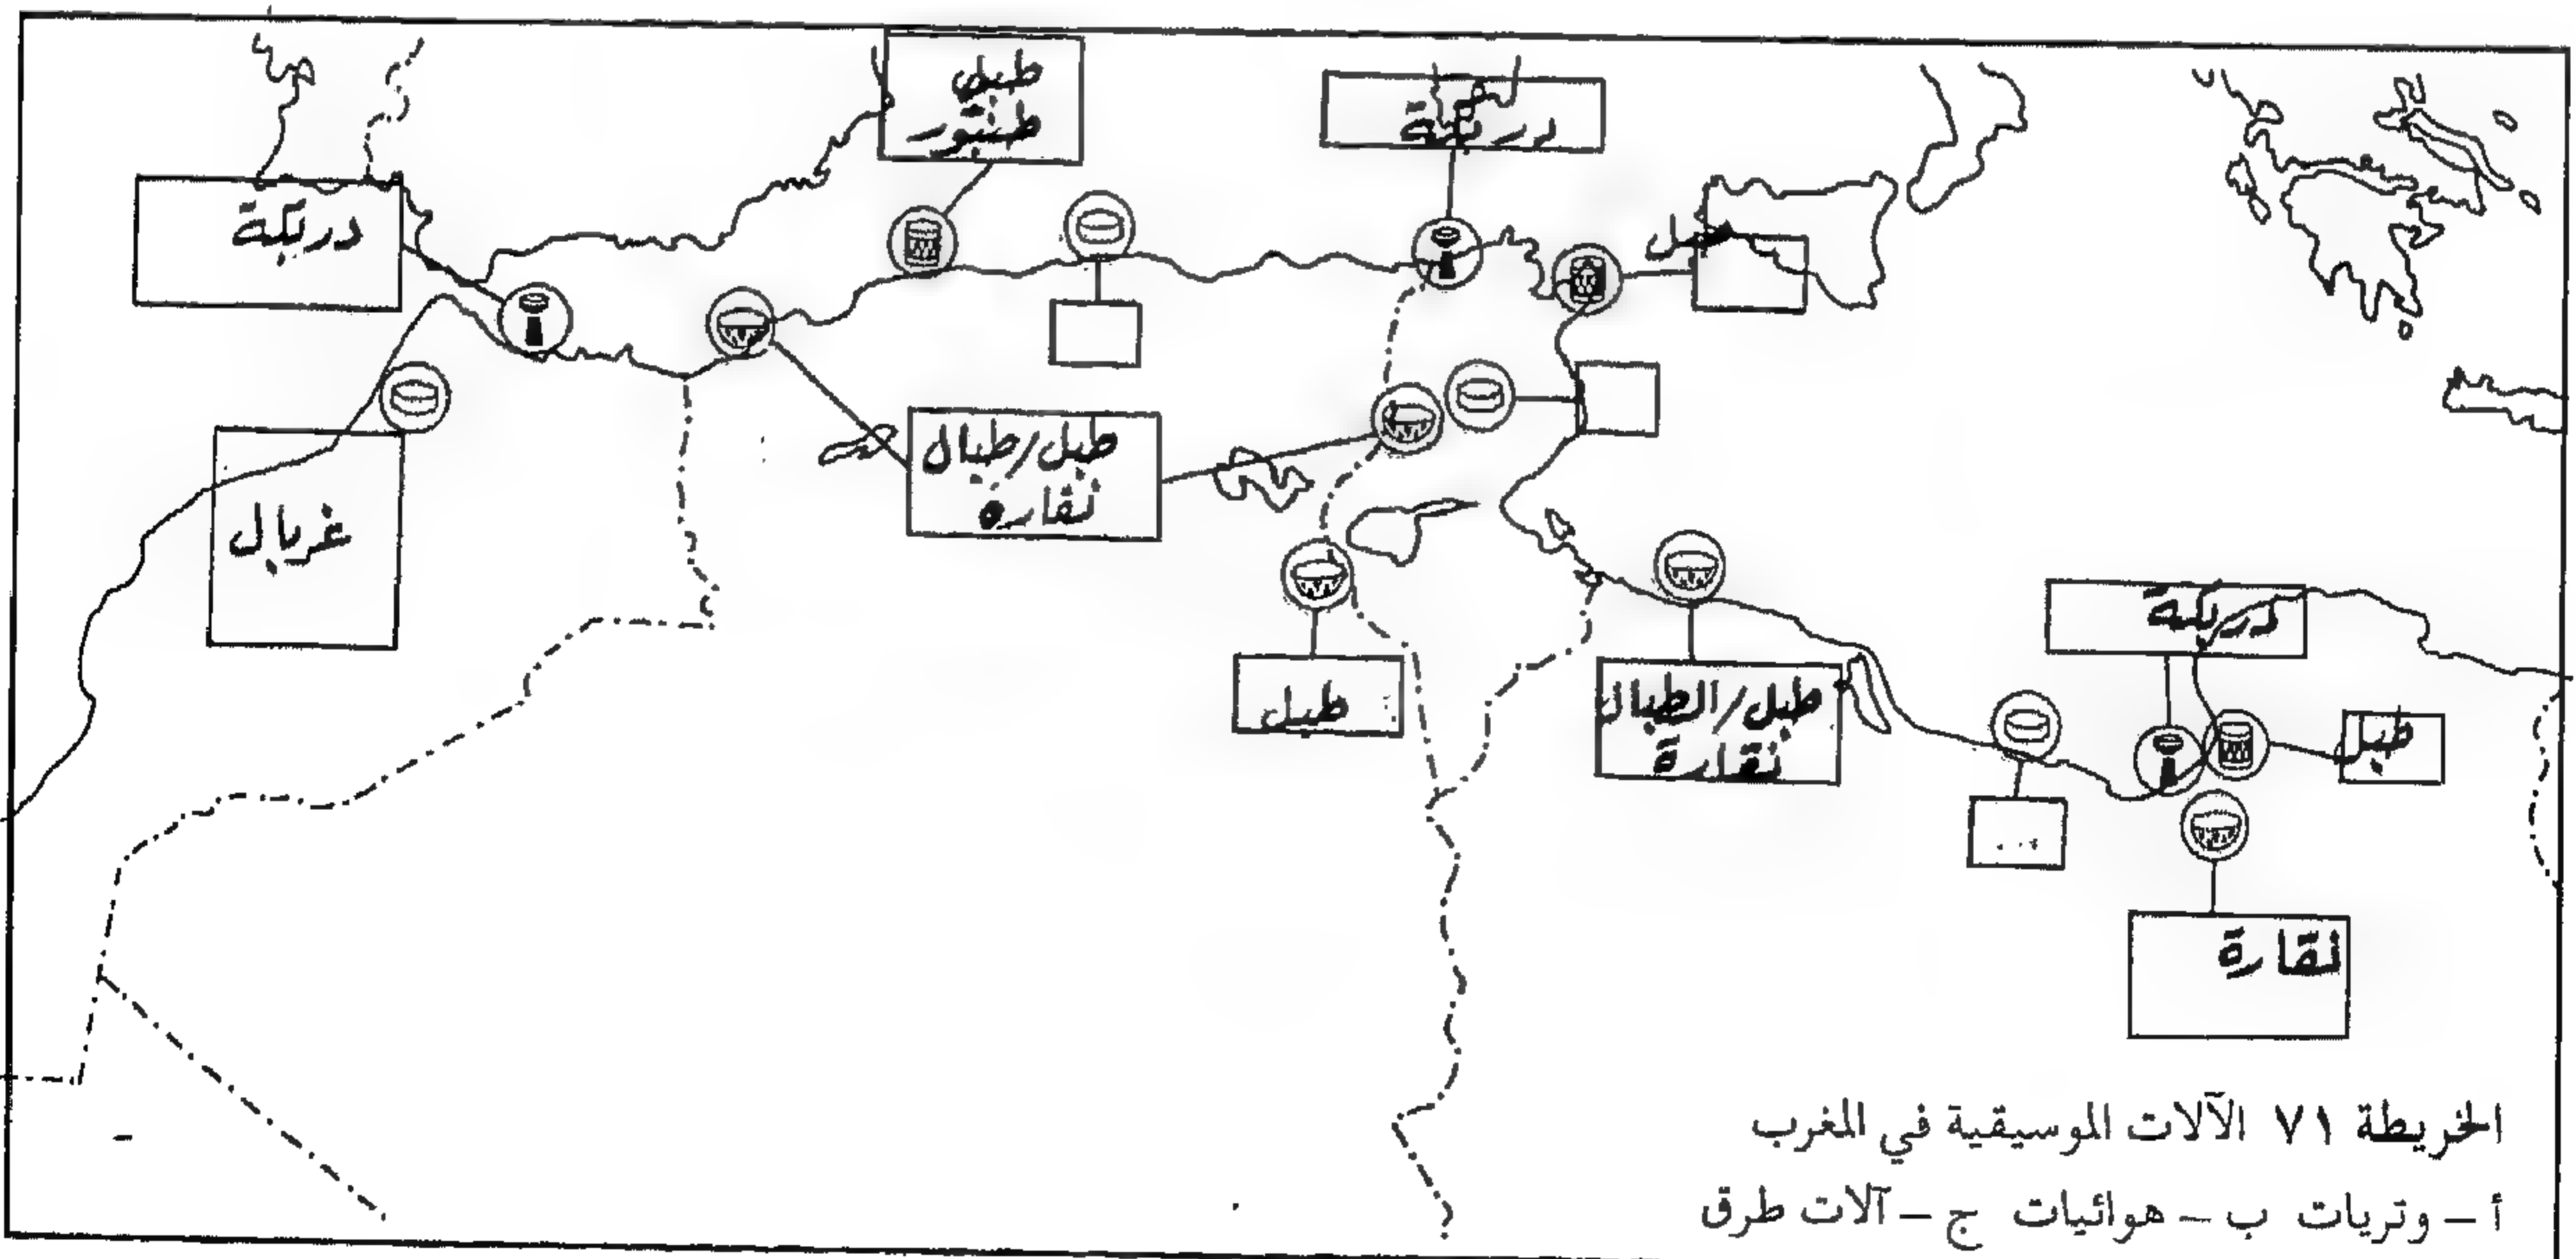 طبل
طنبور
دربكة
دربكة
طبل
طبل/طبال
نقاره
غربال
طبل
طبل/الطبال
نقارة
دربكة
طبل
نقارة
الخريطة ٧١ الآلات الموسيقية في المغرب
أ – وتريات ب – هوائيات ج – آلات طرق